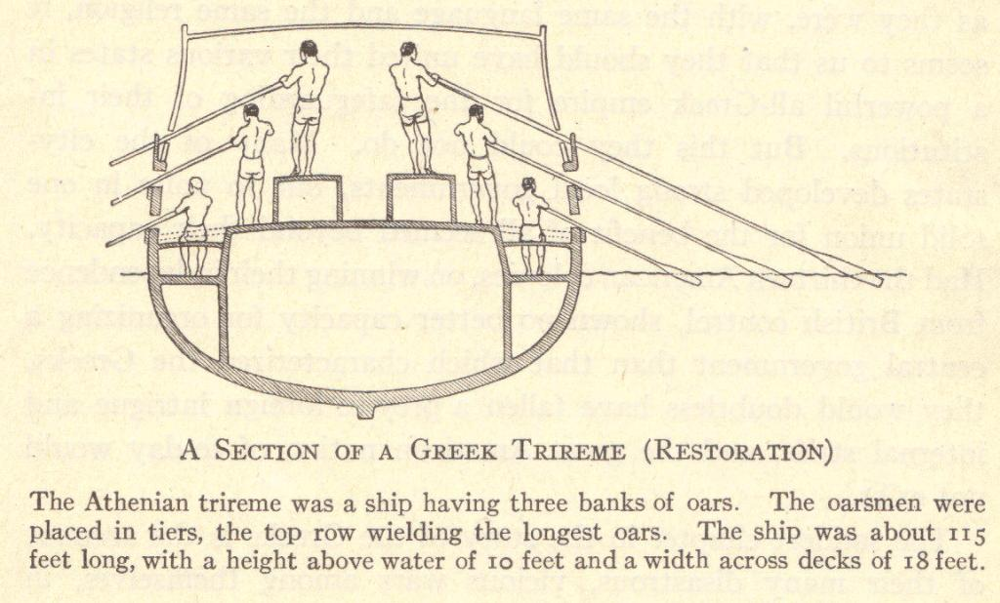 A SECTION OF A GREEK TRIREME (RESTORATION)
The Athenian trireme was a ship having three banks of oars. The oarsmen were
placed in tiers, the top row wielding the longest oars. The ship was about 115
feet long, with a height above water of 10 feet and a width across decks of 18 feet.